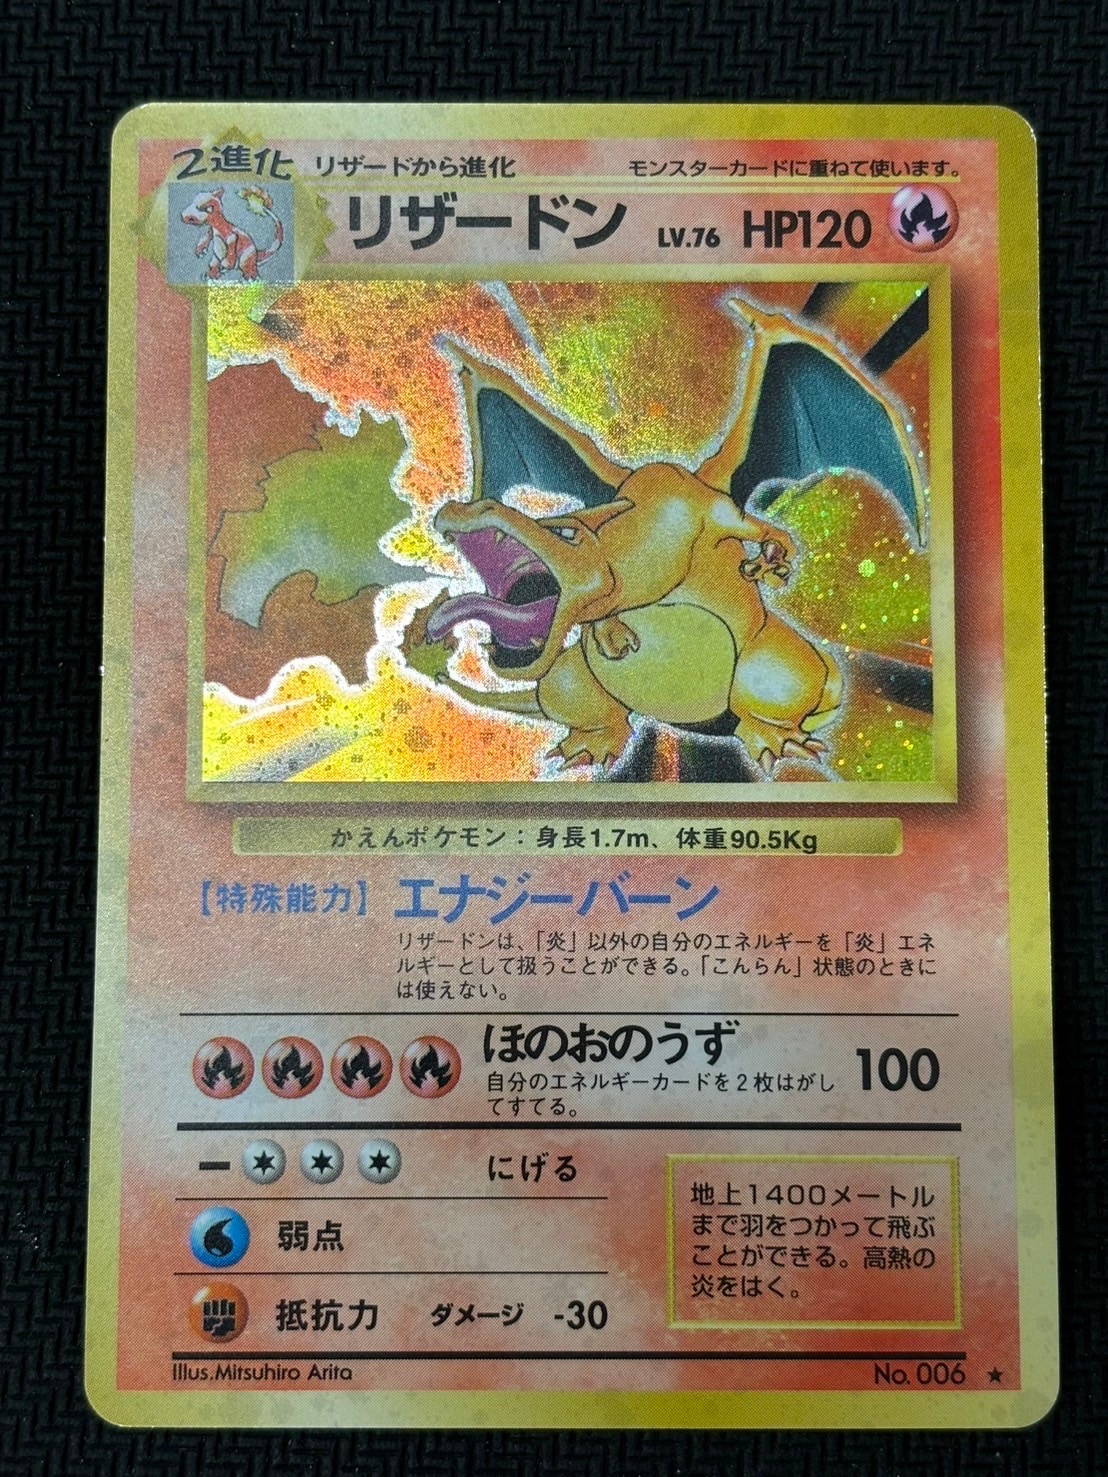 2進化
リザードから進化
モンスターカードに重ねて使います。
リザードン LV.76 HP120
かえんポケモン：身長1.7m、体重90.5Kg
【特殊能力】エナジーバーン
リザードンは、「炎」以外の自分のエネルギーを「炎」エネ
ルギーとして扱うことができる。「こんらん」状態のときに
は使えない。
ほのおのうず 100
自分のエネルギーカードを2枚はがし
てすてる。
にげる
弱点
抵抗力 ダメージ -30
地上1400メートル
まで羽をつかって飛ぶ
ことができる。高熱の
炎をはく。
Illus.Mitsuhiro Arita
No. 006 ★